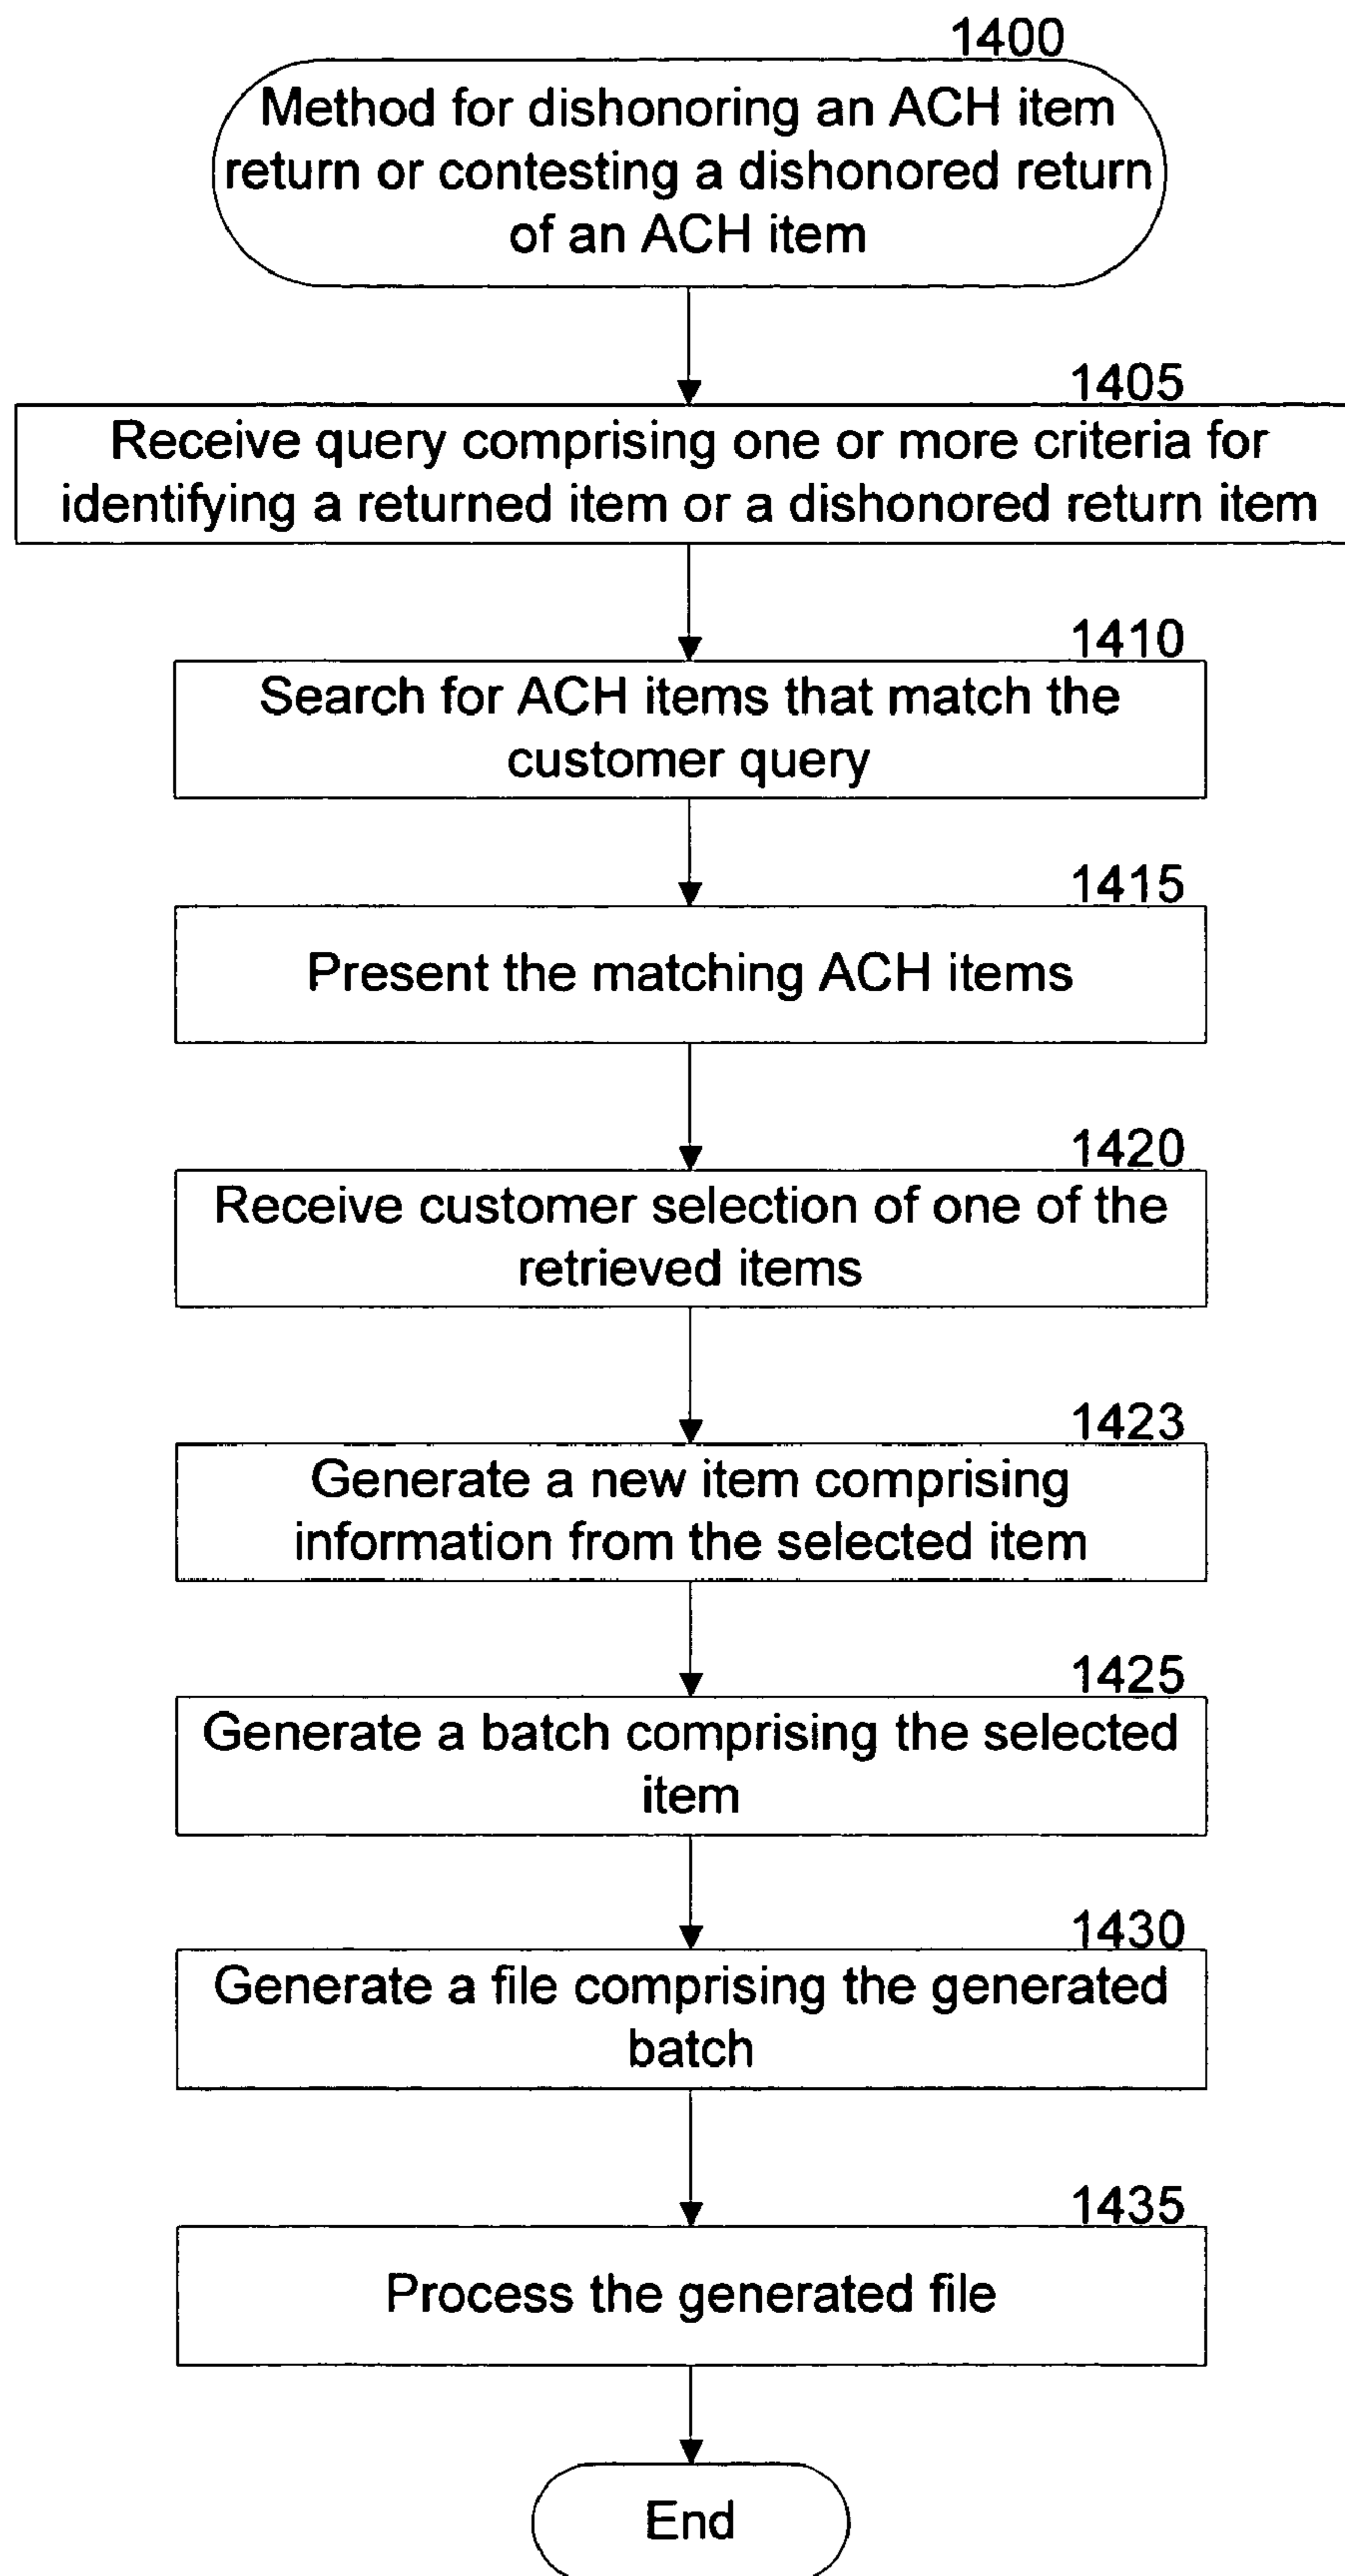 1400
Method for dishonoring an ACH item
return or contesting a dishonored return
of an ACH item
1405
Receive query comprising one or more criteria for
identifying a returned item or a dishonored return item
1410
Search for ACH items that match the
customer query
1415
Present the matching ACH items
1420
Receive customer selection of one of the
retrieved items
1423
Generate a new item comprising
information from the selected item
1425
Generate a batch comprising the selected
item
1430
Generate a file comprising the generated
batch
1435
Process the generated file
End